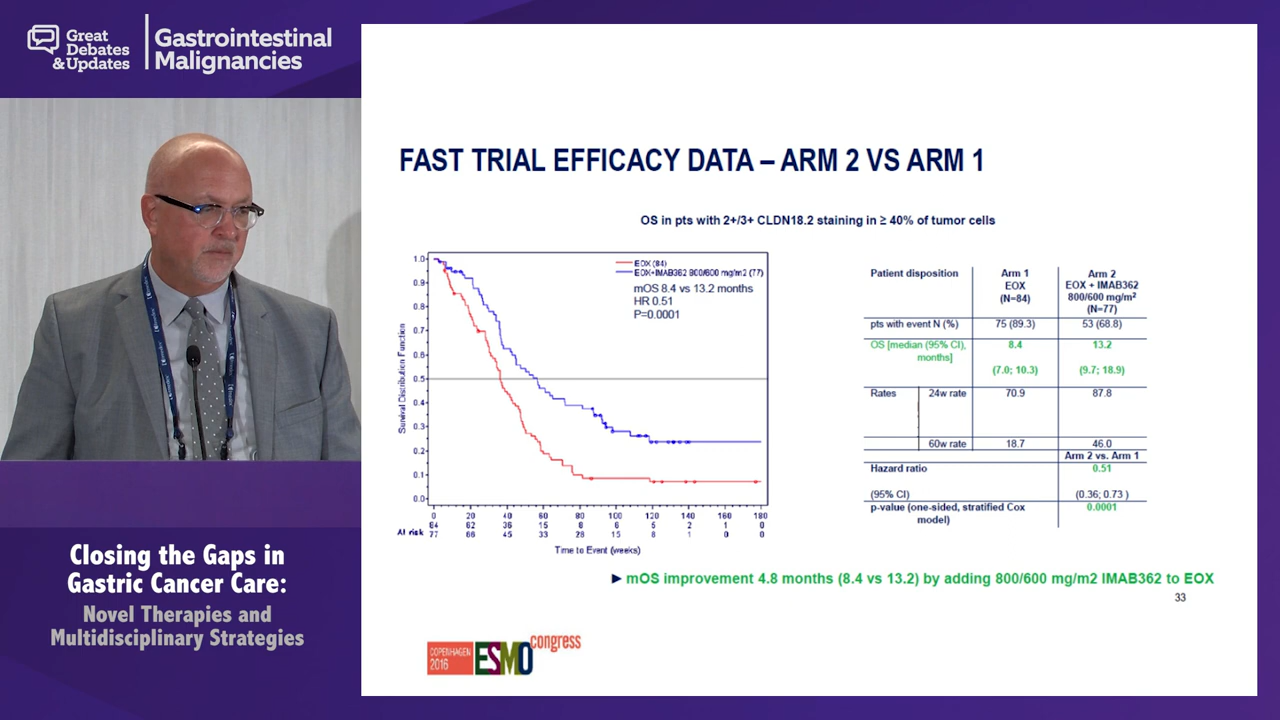 Great
Debates
& Updates
Gastrointestinal
Malignancies
Closing the Gaps in
Gastric Cancer Care:
Novel Therapies and
Multidisciplinary Strategies
FAST TRIAL EFFICACY DATA – ARM 2 VS ARM 1
OS in pts with 2+/3+ CLDN18.2 staining in ≥ 40% of tumor cells
EOX (84)
EOX+IMAB362 800/600 mg/m2 (77)
mOS 8.4 vs 13.2 months
HR 0.51
P=0.0001
Survival Distribution Function
1.0
0.9
0.8
0.7
0.6
0.5
0.4
0.3
0.2
0.1
0.0
0 20 40 60 80 100 120 140 160 180
84 62 36 15 8 6 5 2 1 0
At risk 77 66 45 33 28 15 8 1 0 0
Time to Event (weeks)
Patient disposition Arm 1 EOX (N=84) Arm 2 EOX + IMAB362 800/600 mg/m² (N=77)
pts with event N (%) 75 (89.3) 53 (68.8)
OS [median (95% CI), months] 8.4 13.2
(7.0; 10.3) (9.7; 18.9)
Rates 24w rate 70.9 87.8
60w rate 18.7 46.0
Arm 2 vs. Arm 1
Hazard ratio 0.51
(95% CI) (0.36; 0.73 )
p-value (one-sided, stratified Cox model) 0.0001
► mOS improvement 4.8 months (8.4 vs 13.2) by adding 800/600 mg/m2 IMAB362 to EOX
33
COPENHAGEN
2016
ESMO congress